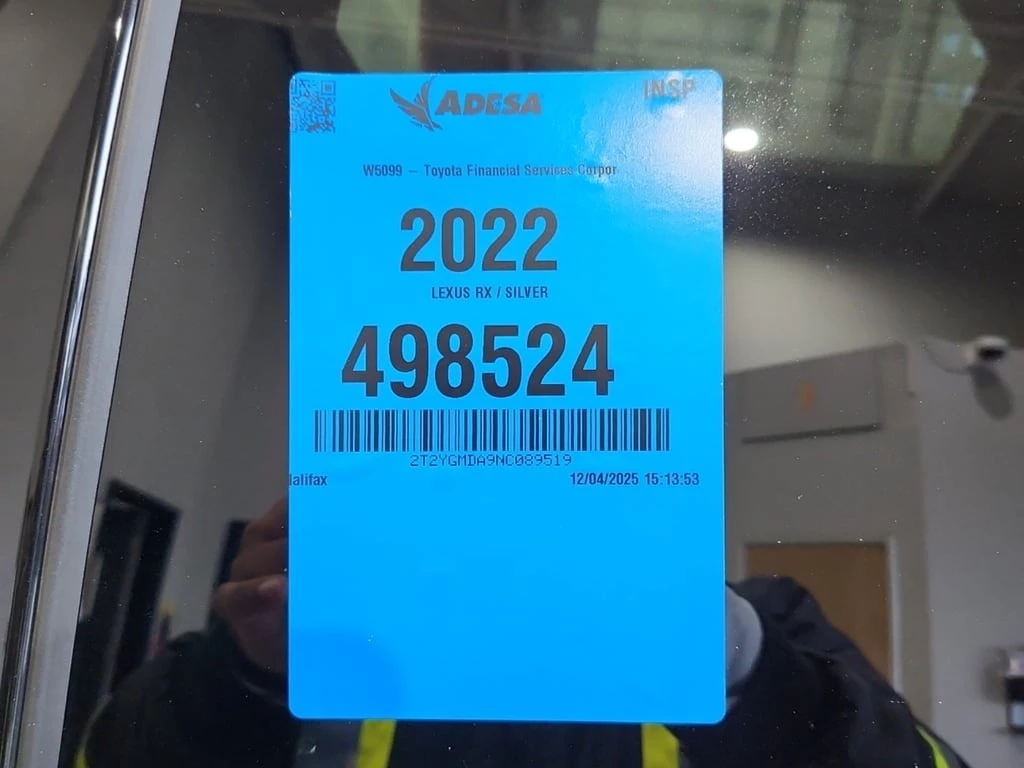 ADESA
INSP
W5099 – Toyota Financial Services Corpor
2022
LEXUS RX / SILVER
498524
2T2YGMDA9NC089519
alifax
12/04/2025 15:13:53